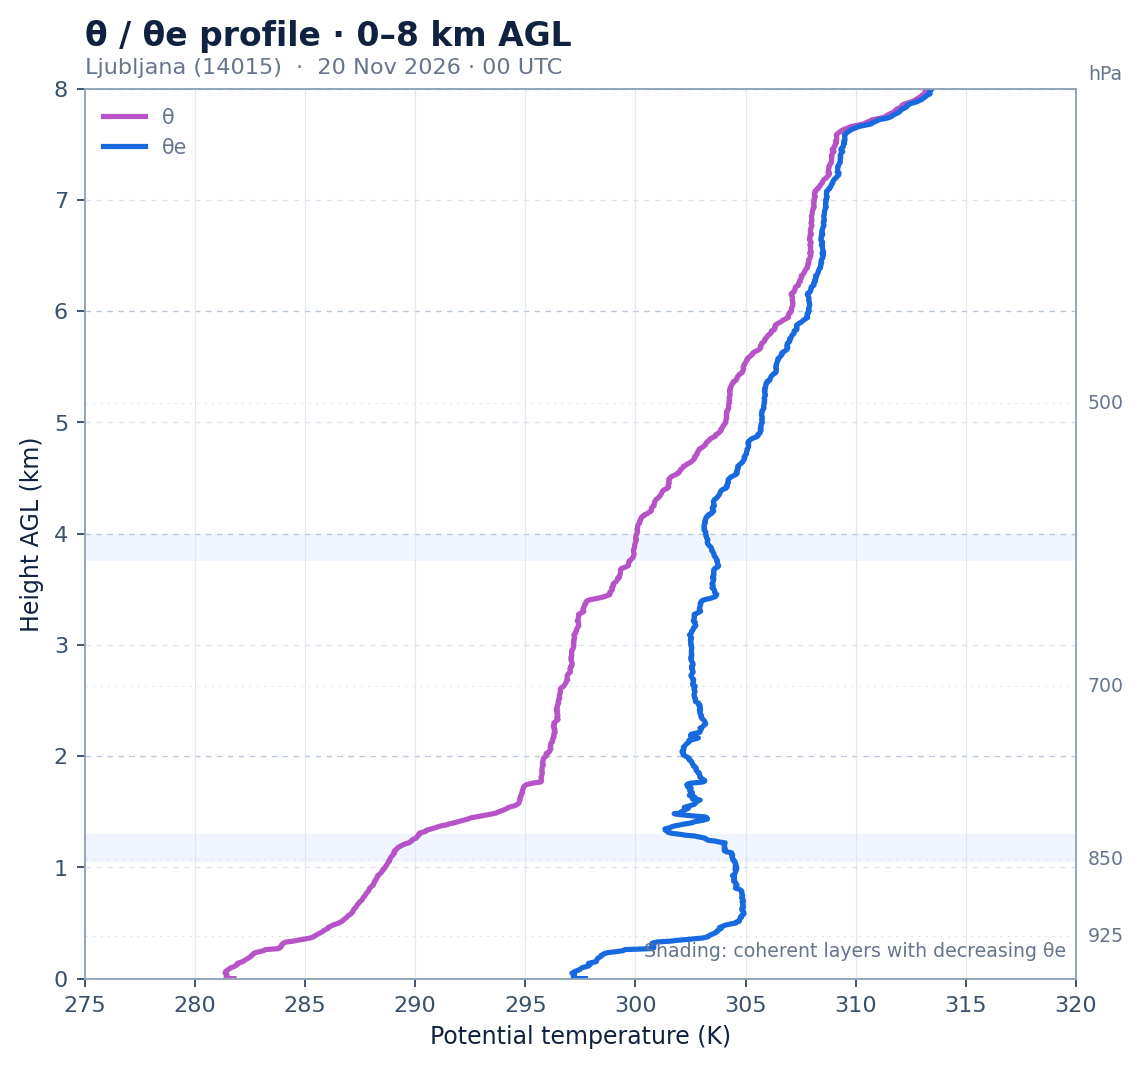 θ / θe profile · 0–8 km AGL
Ljubljana (14015)  ·  20 Nov 2026 · 00 UTC
hPa
8
θ
θe
7
6
500
5
4
3
700
2
850
1
925
Shading: coherent layers with decreasing θe
0
275 280 285 290 295 300 305 310 315 320
Potential temperature (K)
Height AGL (km)